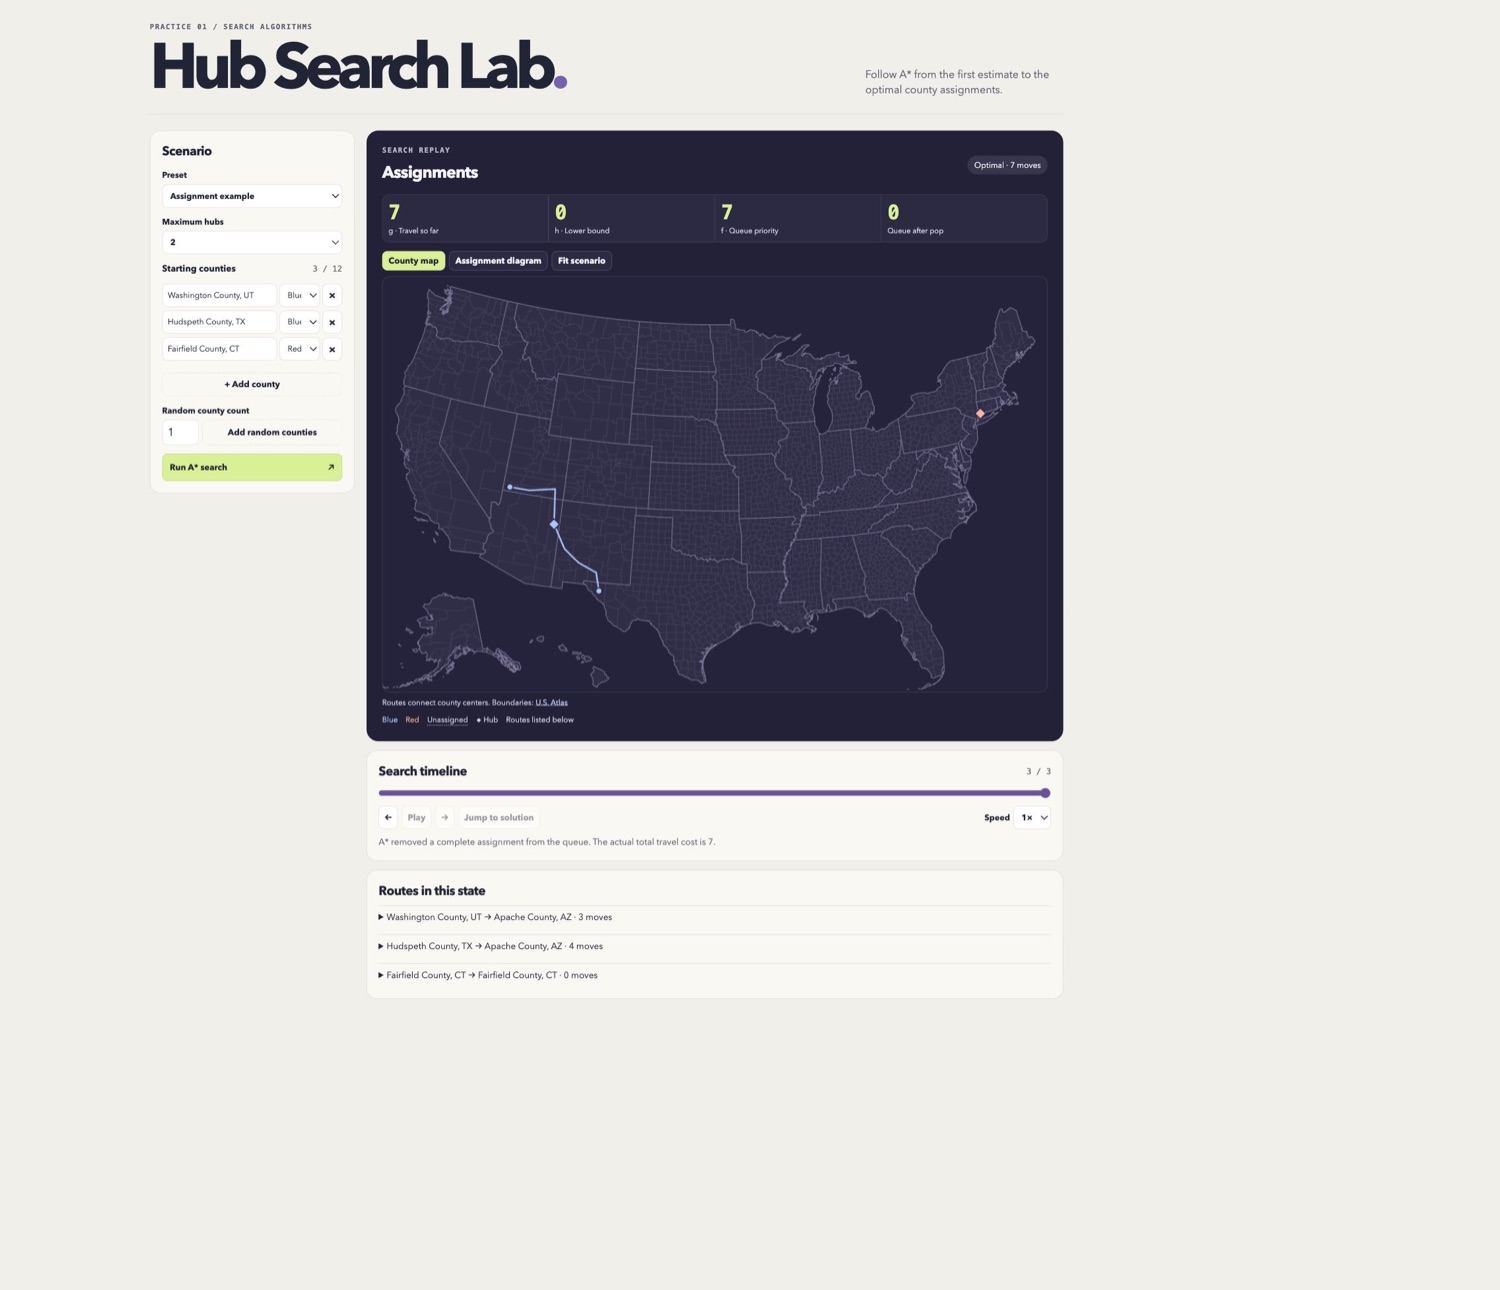 PRACTICE 01 / SEARCH ALGORITHMS
Hub Search Lab.
Follow A* from the first estimate to the
optimal county assignments.
Scenario
Preset
Assignment example
Maximum hubs
2
Starting counties 3 / 12
Washington County, UT Blue ×
Hudspeth County, TX Blue ×
Fairfield County, CT Red ×
+ Add county
Random county count
1 Add random counties
Run A* search ↗
SEARCH REPLAY
Assignments
Optimal · 7 moves
7 0 7 0
g · Travel so far h · Lower bound f · Queue priority Queue after pop
County map Assignment diagram Fit scenario
Routes connect county centers. Boundaries: U.S. Atlas
Blue Red Unassigned ◆ Hub Routes listed below
Search timeline 3 / 3
← Play → Jump to solution Speed 1×
A* removed a complete assignment from the queue. The actual total travel cost is 7.
Routes in this state
▶ Washington County, UT → Apache County, AZ · 3 moves
▶ Hudspeth County, TX → Apache County, AZ · 4 moves
▶ Fairfield County, CT → Fairfield County, CT · 0 moves